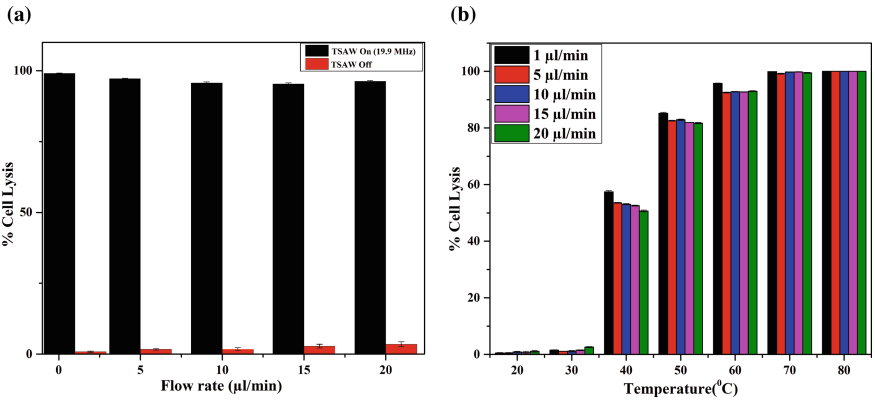 (a)
TSAW On (19.9 MHz)
TSAW Off
100
50
0
% Cell Lysis
0 5 10 15 20
Flow rate (µl/min)
(b)
1 µl/min
5 µl/min
10 µl/min
15 µl/min
20 µl/min
100
80
60
40
20
0
% Cell Lysis
20 30 40 50 60 70 80
Temperature(⁰C)